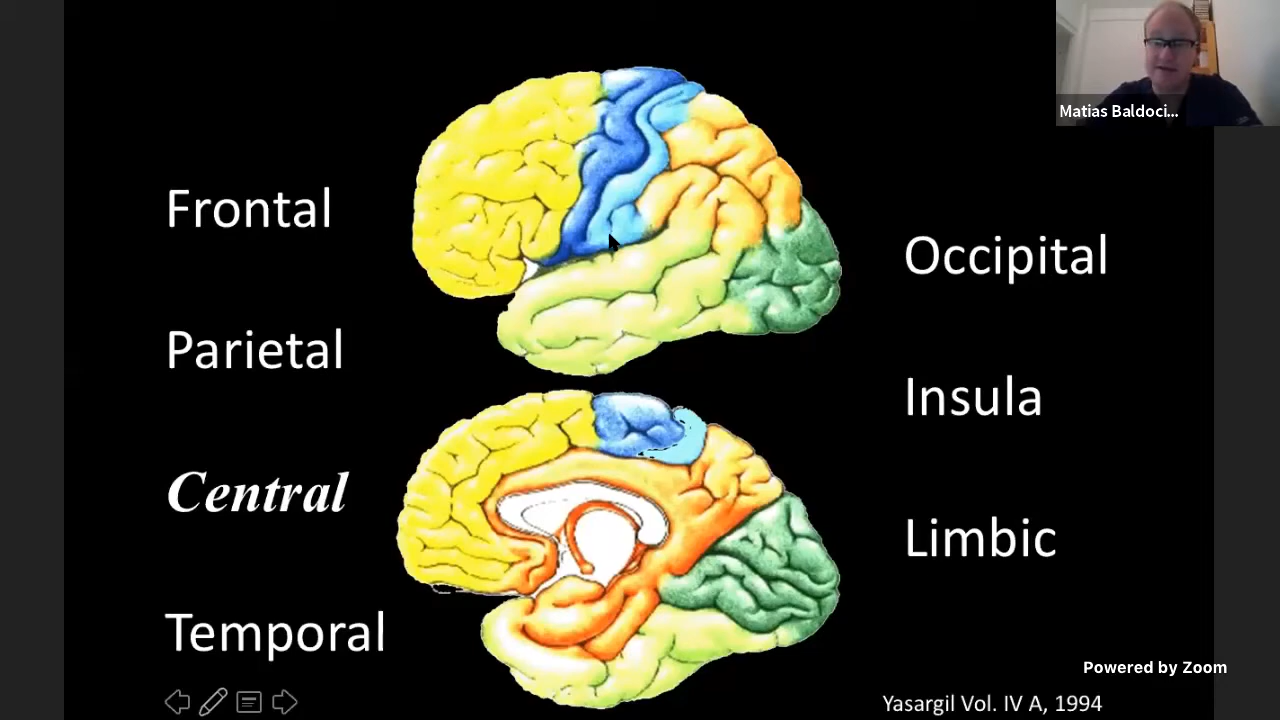 Matias Baldoci...
Frontal
Parietal
Central
Temporal
Occipital
Insula
Limbic
Powered by Zoom
Yasargil Vol. IV A, 1994